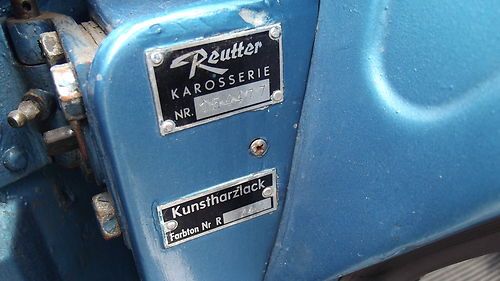 Reutter
KAROSSERIE
NR.
Kunstharzlack
Farbton Nr R